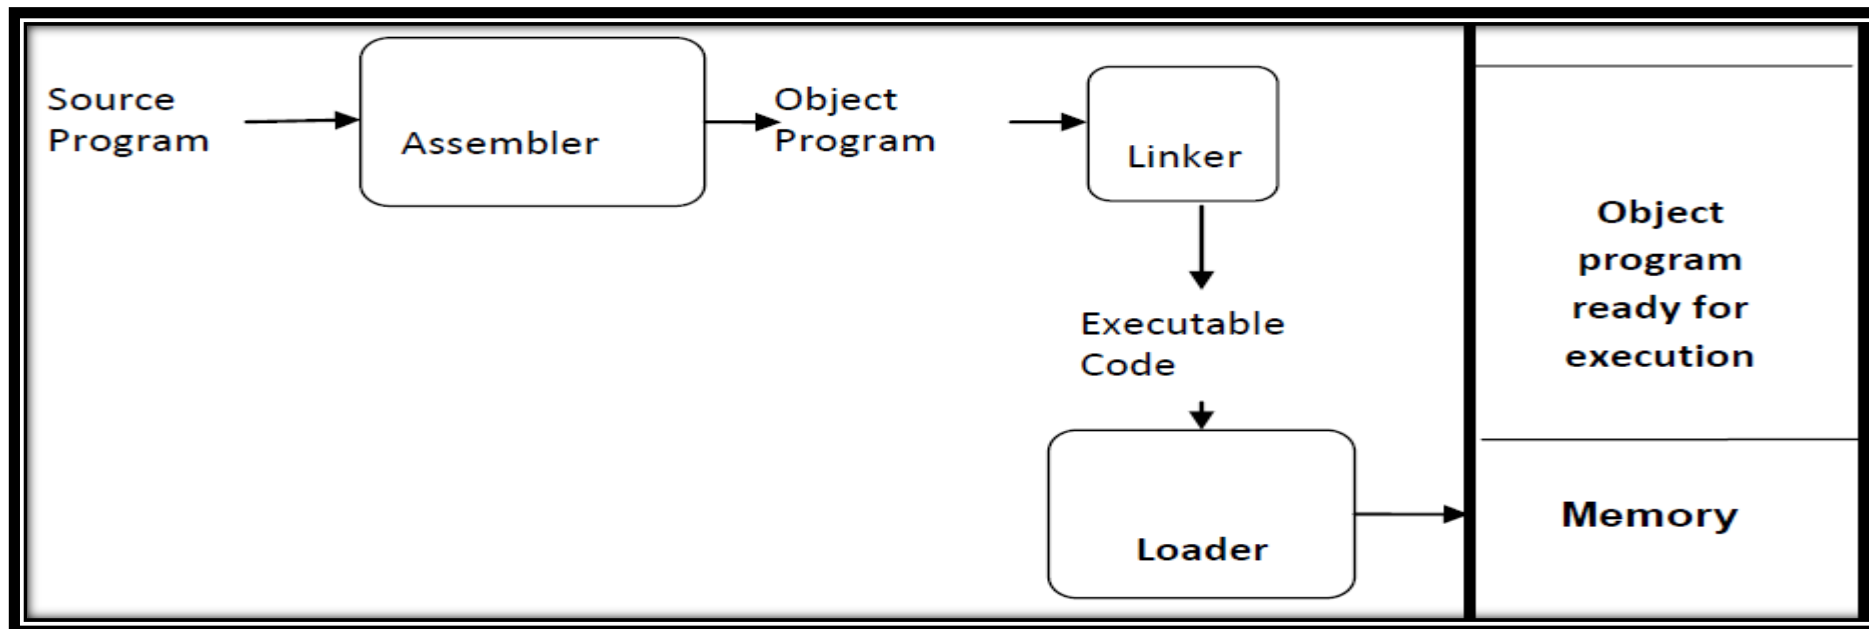 Source
Program
Assembler
Object
Program
Linker
Executable
Code
Loader
Object
program
ready for
execution
Memory